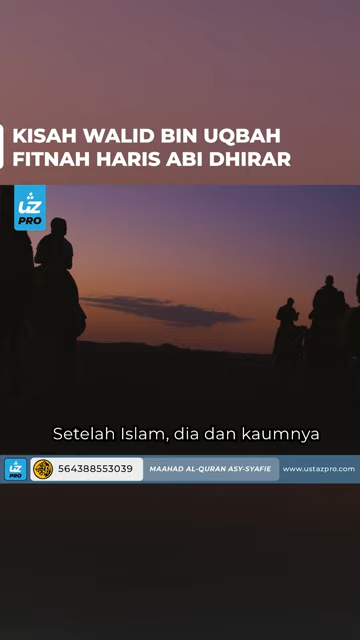 KISAH WALID BIN UQBAH
FITNAH HARIS ABI DHIRAR
UZ
PRO
Setelah Islam, dia dan kaumnya
UZ
PRO
564388553039
MAAHAD AL-QURAN ASY-SYAFIE
www.ustazpro.com